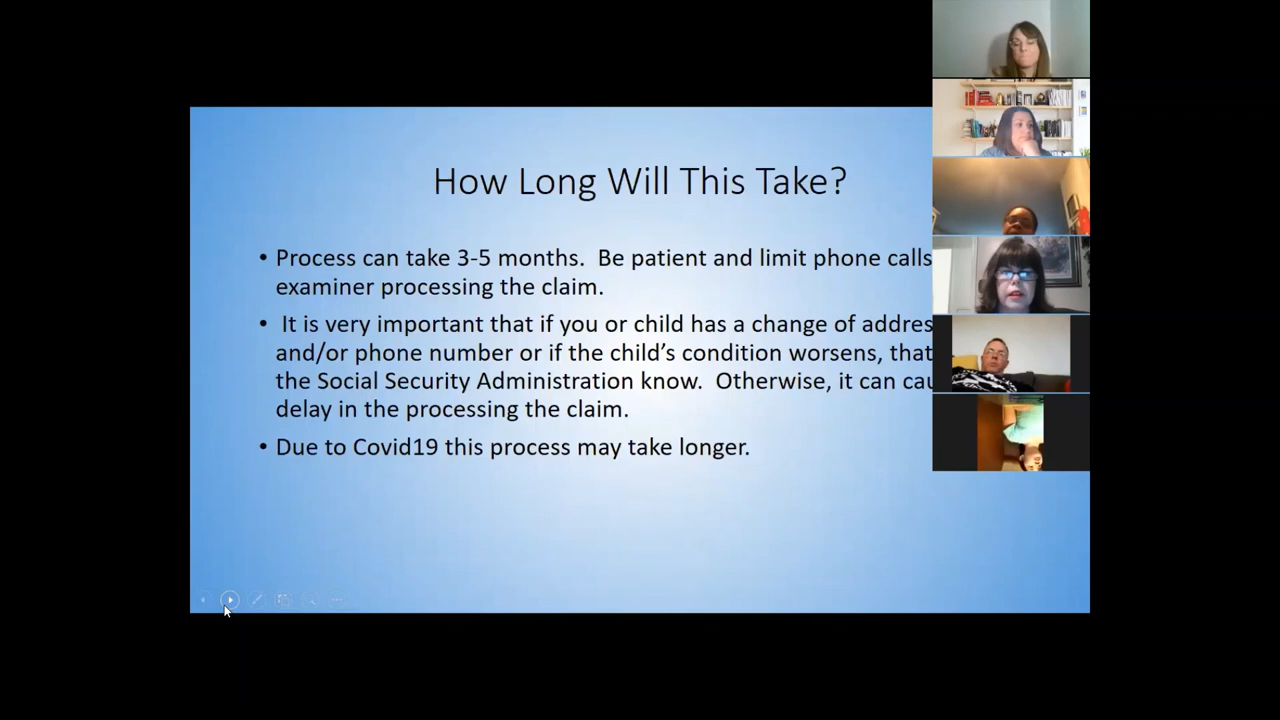 How Long Will This Take?
• Process can take 3-5 months.  Be patient and limit phone calls
examiner processing the claim.
•  It is very important that if you or child has a change of addres
and/or phone number or if the child’s condition worsens, that
the Social Security Administration know.  Otherwise, it can cau
delay in the processing the claim.
• Due to Covid19 this process may take longer.